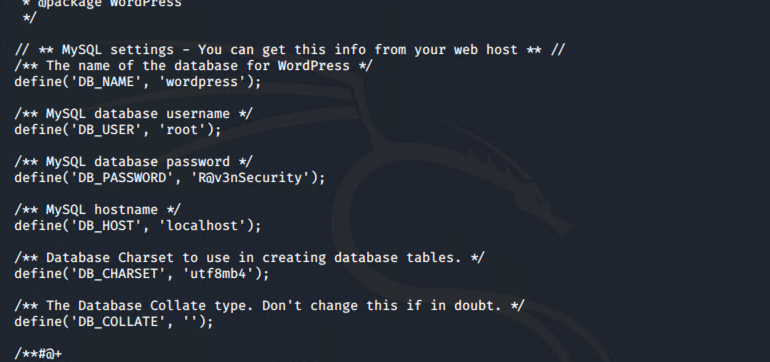 * @package WordPress
*/
// ** MySQL settings - You can get this info from your web host ** //
/** The name of the database for WordPress */
define('DB_NAME', 'wordpress');
/** MySQL database username */
define('DB_USER', 'root');
/** MySQL database password */
define('DB_PASSWORD', 'R@v3nSecurity');
/** MySQL hostname */
define('DB_HOST', 'localhost');
/** Database Charset to use in creating database tables. */
define('DB_CHARSET', 'utf8mb4');
/** The Database Collate type. Don't change this if in doubt. */
define('DB_COLLATE', '');
/**#@+